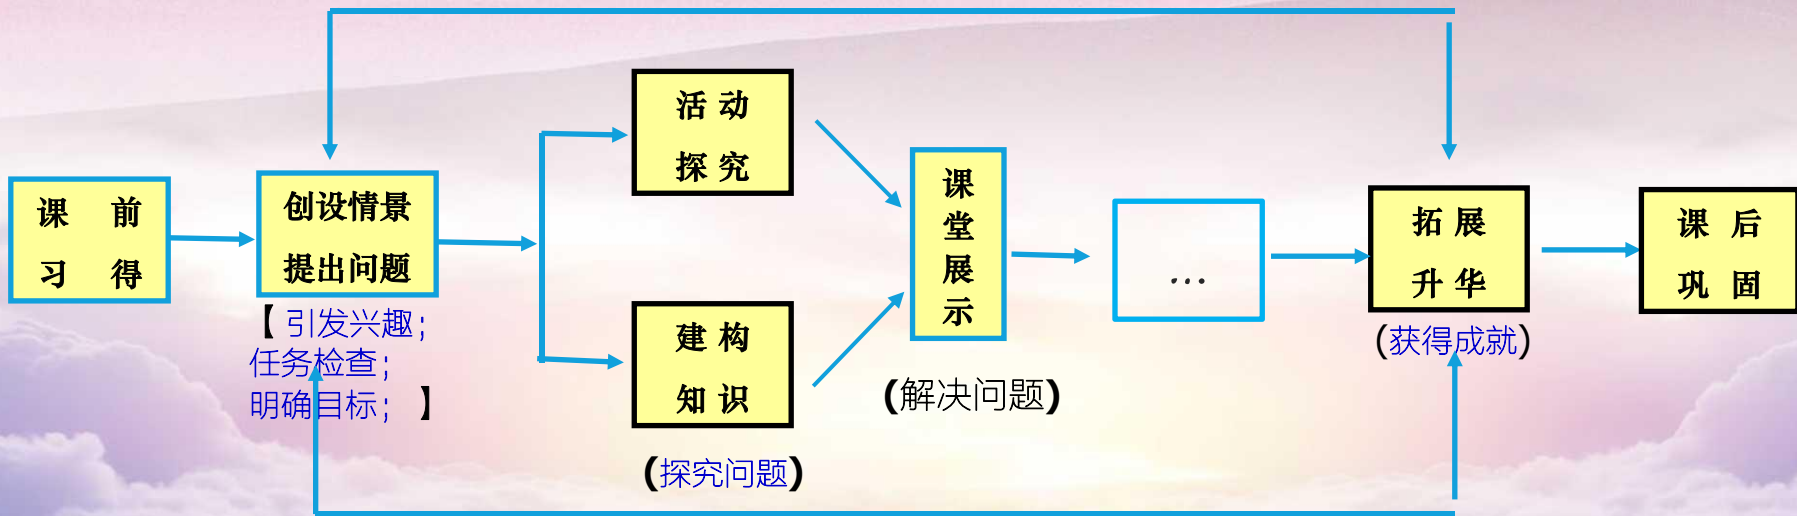 课 前
习 得
创设情景
提出问题
【 引发兴趣；
任务检查；
明确目标； 】
活 动
探 究
建 构
知 识
(探究问题)
课
堂
展
示
(解决问题)
…
拓 展
升 华
(获得成就)
课 后
巩 固